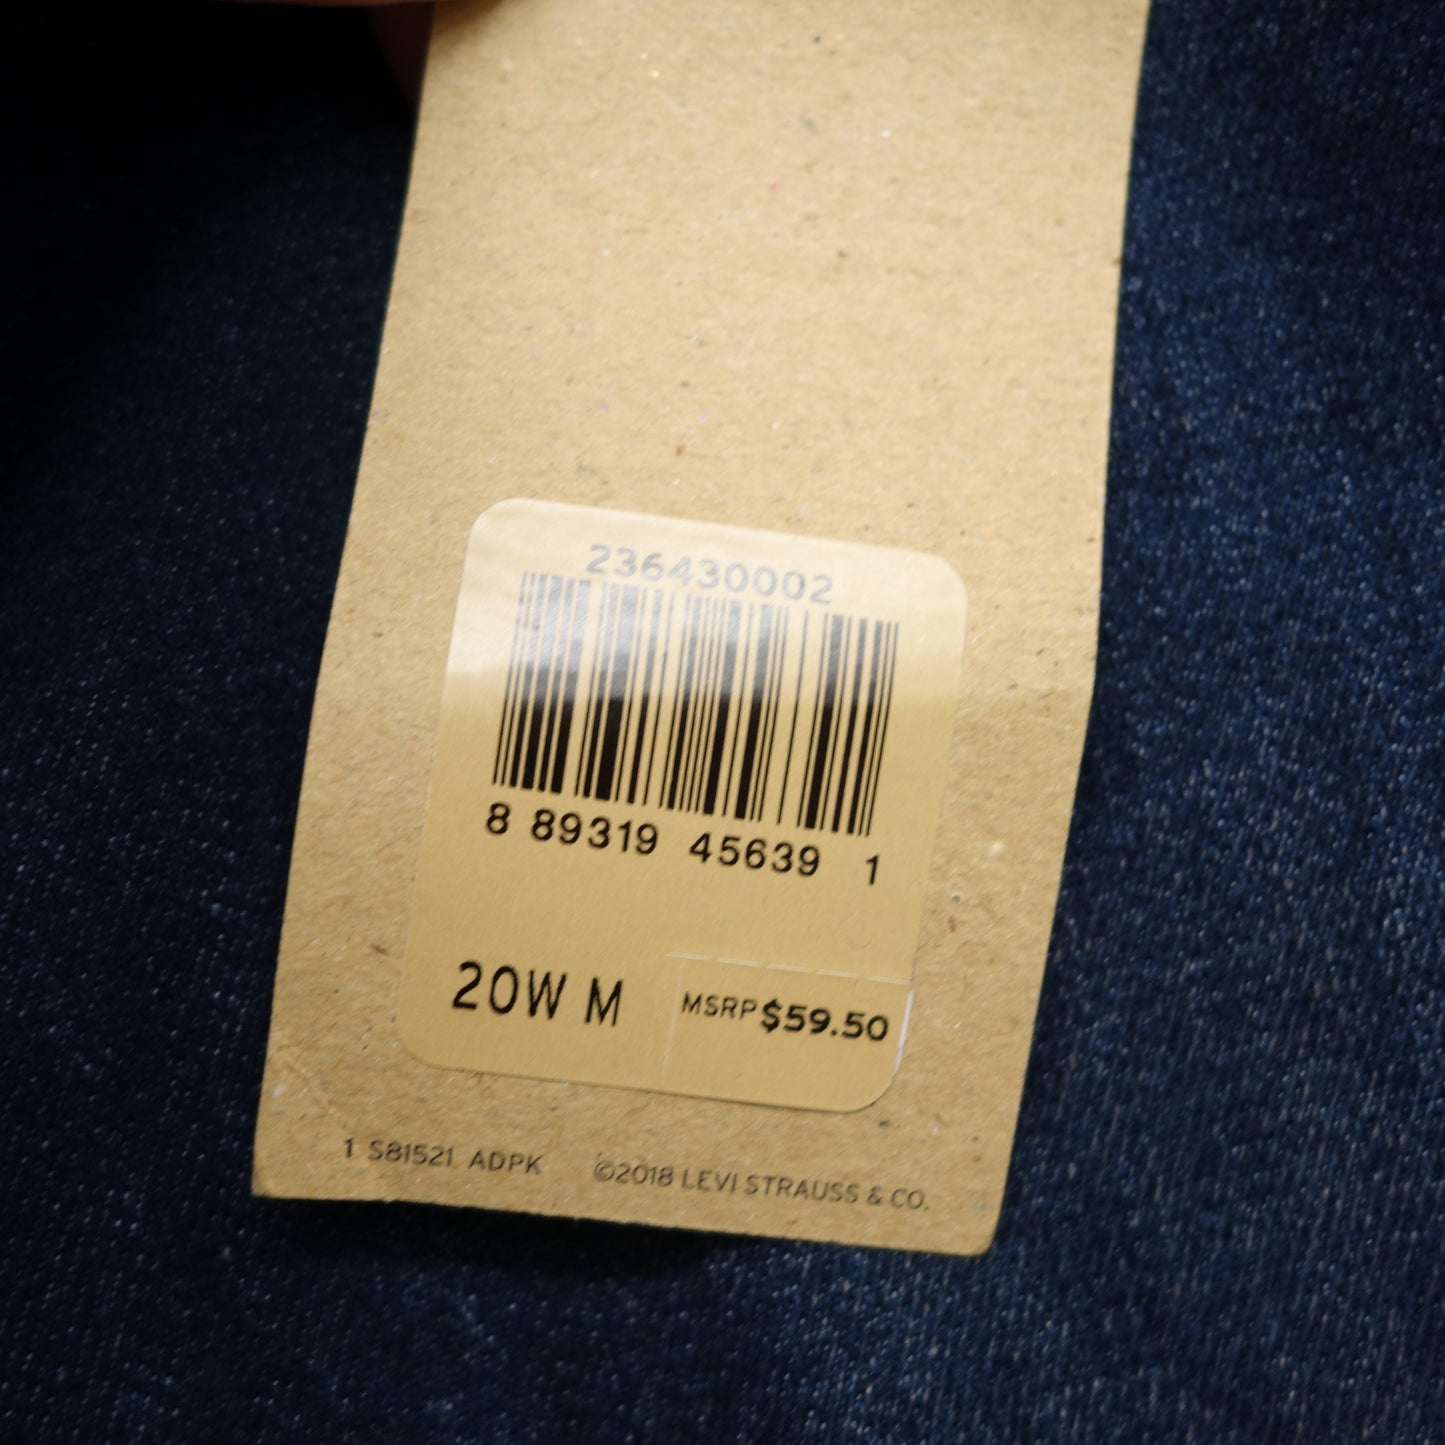 236430002
8 89319 45639 1
20W M MSRP $59.50
1 S81521 ADPK ©2018 LEVI STRAUSS & CO.